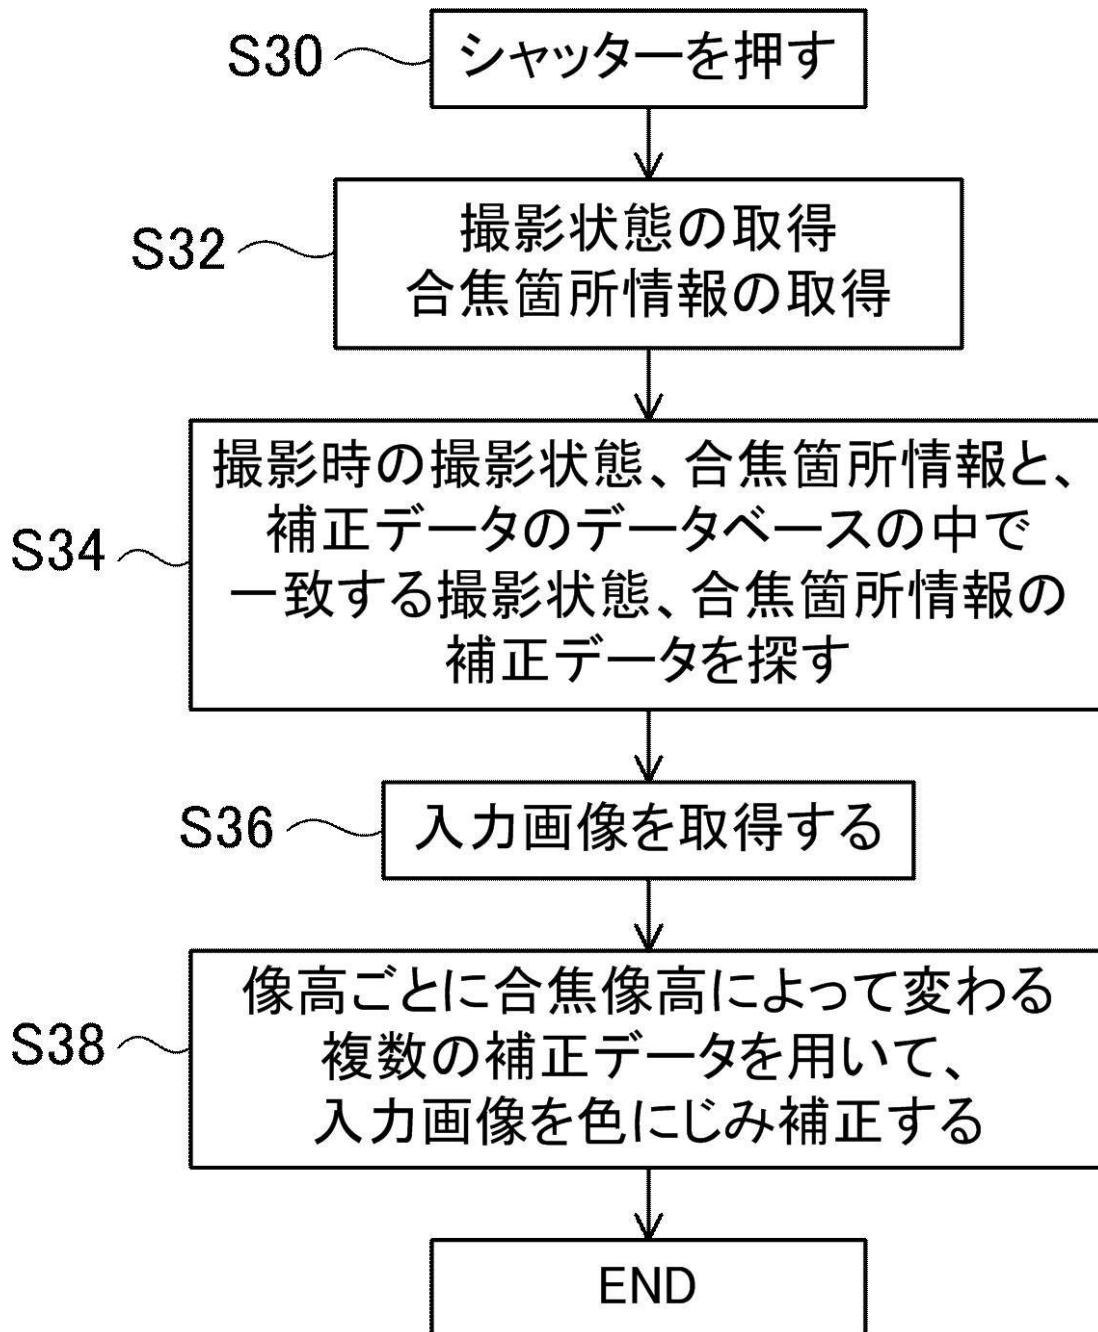 S30
シャッターを押す
S32
撮影状態の取得
合焦箇所情報の取得
S34
撮影時の撮影状態、合焦箇所情報と、
補正データのデータベースの中で
一致する撮影状態、合焦箇所情報の
補正データを探す
S36
入力画像を取得する
S38
像高ごとに合焦像高によって変わる
複数の補正データを用いて、
入力画像を色にじみ補正する
END